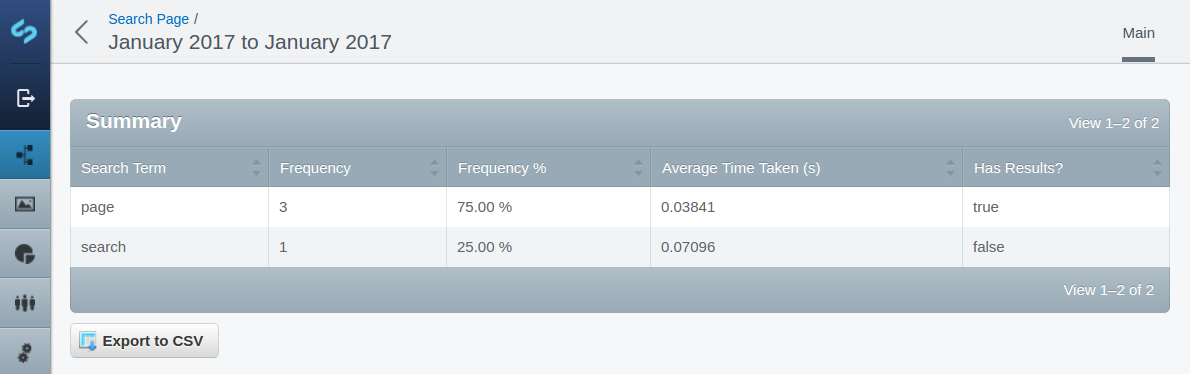 Search Page /
January 2017 to January 2017
Main
Summary
View 1–2 of 2
Search Term Frequency Frequency % Average Time Taken (s) Has Results?
page 3 75.00 % 0.03841 true
search 1 25.00 % 0.07096 false
View 1–2 of 2
Export to CSV